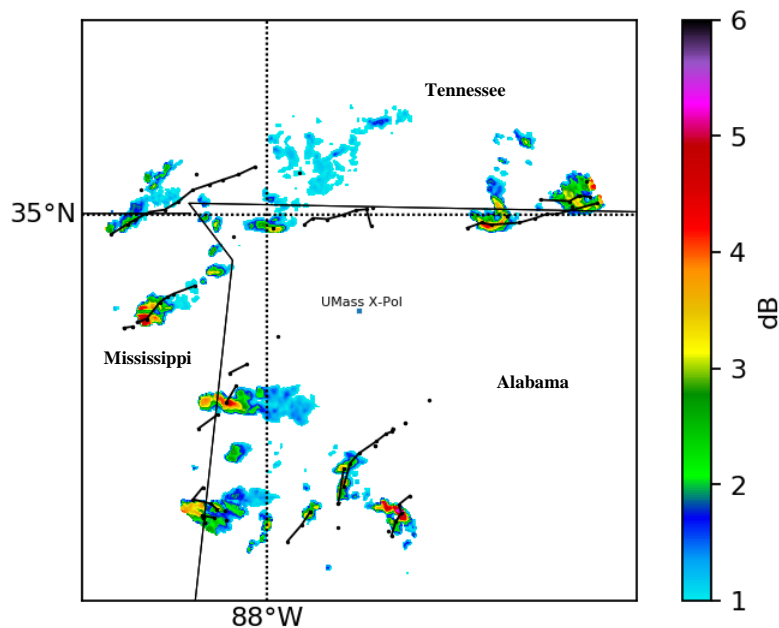 Tennessee
35°N
UMass X-Pol
Mississippi
Alabama
88°W
6
5
4
3
2
1
dB